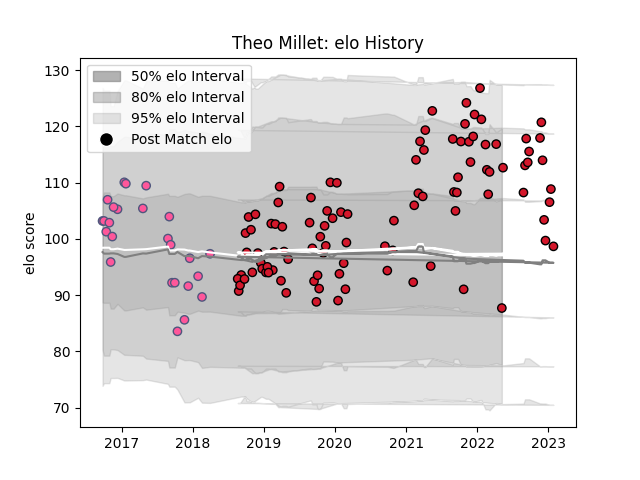 Theo Millet: elo History
130
120
110
100
90
80
70
elo score
50% elo Interval
80% elo Interval
95% elo Interval
Post Match elo
2017 2018 2019 2020 2021 2022 2023